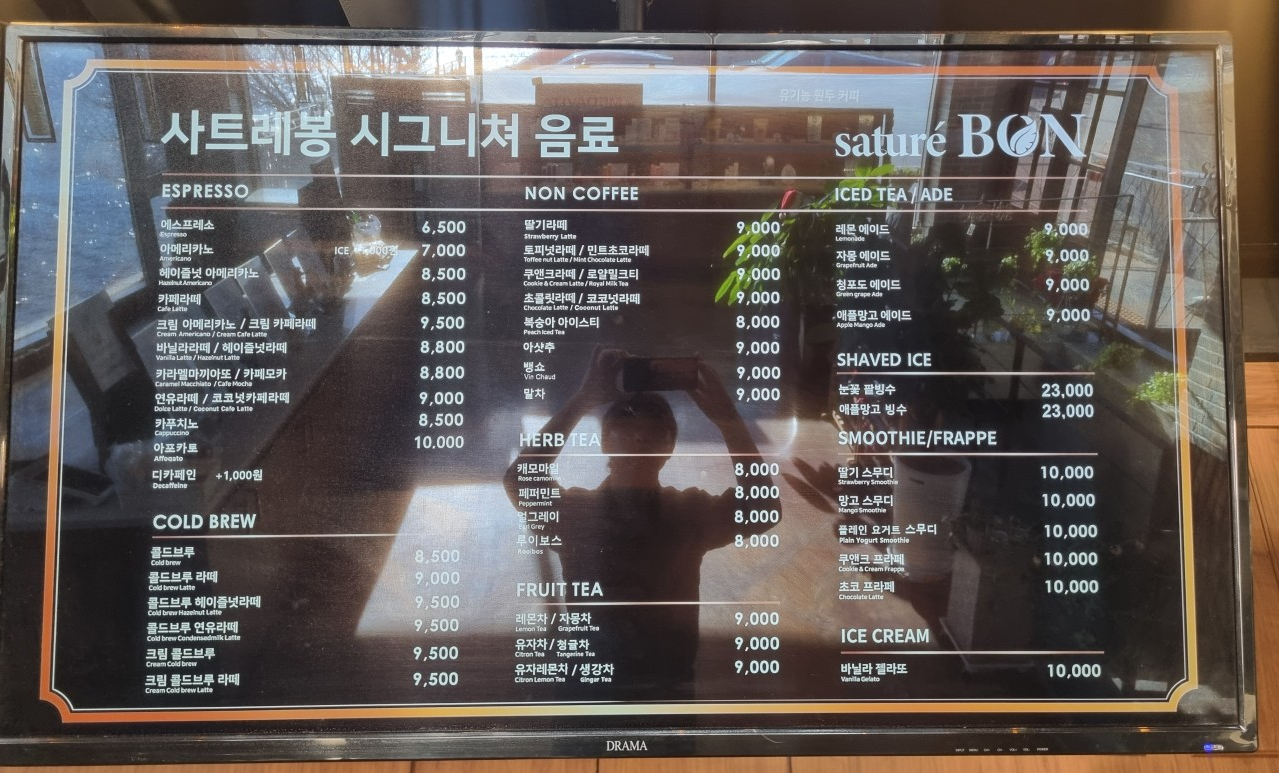 유기농 원두 커피
사트레봉 시그니쳐 음료
saturé BON
ESPRESSO
에스프레소 6,500
Espresso
아메리카노 ICE 7,000
Americano
헤이즐넛 아메리카노 8,500
Hazelnut Americano
카페라떼 8,500
Cafe Latte
크림 아메리카노 / 크림 카페라떼 9,500
Cream Americano / Cream Cafe Latte
바닐라라떼 / 헤이즐넛라떼 8,800
Vanilla Latte / Hazelnut Latte
카라멜마끼아또 / 카페모카 8,800
Caramel Macchiato / Cafe Mocha
연유라떼 / 코코넛카페라떼 9,000
Dolce Latte / Coconut Cafe Latte
카푸치노 8,500
Cappuccino
아포카토 10,000
Affogato
디카페인 +1,000원
Decaffeine
COLD BREW
콜드브루 8,500
Cold brew
콜드브루 라떼 9,000
Cold brew Latte
콜드브루 헤이즐넛라떼 9,500
Cold brew Hazelnut Latte
콜드브루 연유라떼 9,500
Cold brew Condensedmilk Latte
크림 콜드브루 9,500
Cream Cold brew
크림 콜드브루 라떼 9,500
Cream Cold brew Latte
NON COFFEE
딸기라떼 9,000
Strawberry Latte
토피넛라떼 / 민트초코라떼 9,000
Toffee nut Latte / Mint Chocolate Latte
쿠앤크라떼 / 로얄밀크티 9,000
Cookie & Cream Latte / Royal Milk Tea
초콜릿라떼 / 코코넛라떼 9,000
Chocolate Latte / Coconut Latte
복숭아 아이스티 8,000
Peach Iced Tea
아샷추 9,000
뱅쇼 9,000
Vin Chaud
말차 9,000
HERB TEA
캐모마일 8,000
Rose camomile
페퍼민트 8,000
Peppermint
얼그레이 8,000
Earl Grey
루이보스 8,000
Rooibos
FRUIT TEA
레몬차 / 자몽차 9,000
Lemon Tea Grapefruit Tea
유자차 / 청귤차 9,000
Citron Tea Tangerine Tea
유자레몬차 / 생강차 9,000
Citron Lemon Tea Ginger Tea
ICED TEA / ADE
레몬 에이드 9,000
Lemonade
자몽 에이드 9,000
Grapefruit Ade
청포도 에이드 9,000
Green grape Ade
애플망고 에이드 9,000
Apple Mango Ade
SHAVED ICE
눈꽃 팥빙수 23,000
애플망고 빙수 23,000
SMOOTHIE/FRAPPE
딸기 스무디 10,000
Strawberry Smoothie
망고 스무디 10,000
Mango Smoothie
플레인 요거트 스무디 10,000
Plain Yogurt Smoothie
쿠앤크 프라페 10,000
Cookie & Cream Frappe
초코 프라페 10,000
Chocolate Latte
ICE CREAM
바닐라 젤라또 10,000
Vanilla Gelato
DRAMA